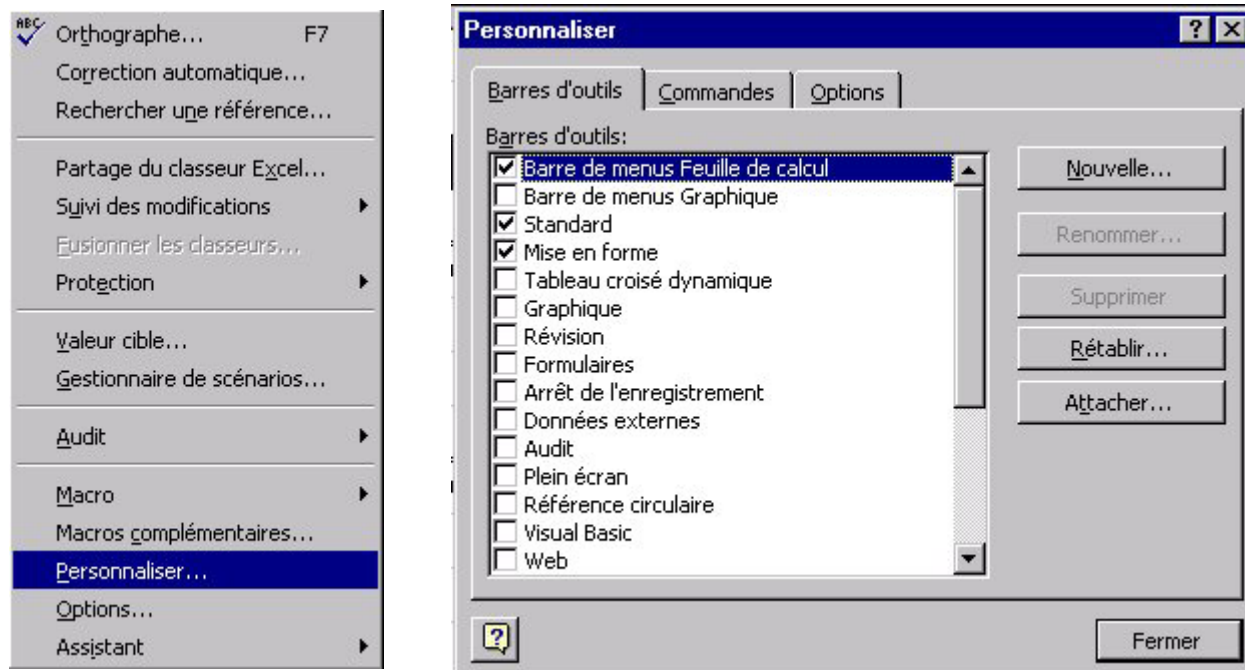 ABC
Orthographe... F7
Correction automatique...
Rechercher une référence...
Partage du classeur Excel...
Suivi des modifications
Fusionner les classeurs...
Protection
Valeur cible...
Gestionnaire de scénarios...
Audit
Macro
Macros complémentaires...
Personnaliser...
Options...
Assistant
Personnaliser
Barres d'outils Commandes Options
Barres d'outils:
Barre de menus Feuille de calcul
Barre de menus Graphique
Standard
Mise en forme
Tableau croisé dynamique
Graphique
Révision
Formulaires
Arrêt de l'enregistrement
Données externes
Audit
Plein écran
Référence circulaire
Visual Basic
Web
Nouvelle...
Renommer...
Supprimer
Rétablir...
Attacher...
Fermer